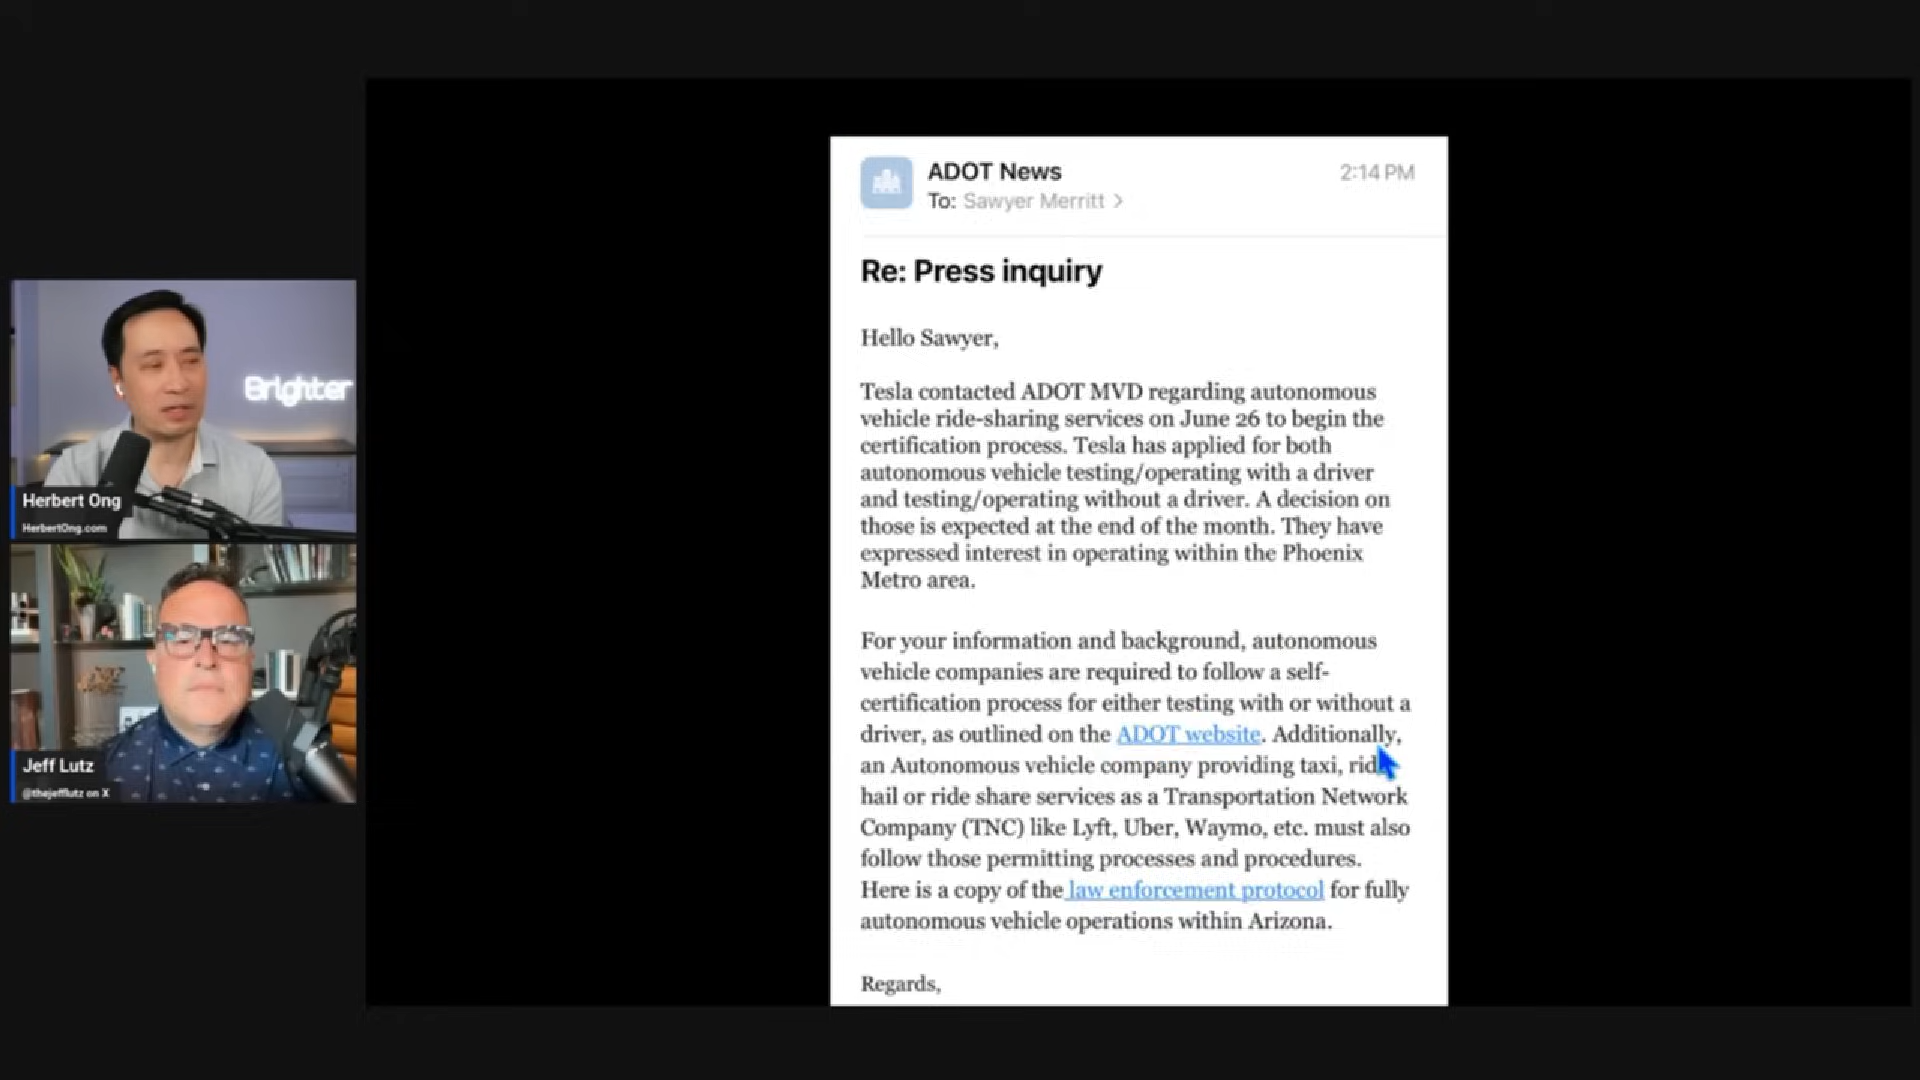 ADOT News
2:14 PM
To: Sawyer Merritt >
Re: Press inquiry
Hello Sawyer,
Tesla contacted ADOT MVD regarding autonomous
vehicle ride-sharing services on June 26 to begin the
certification process. Tesla has applied for both
autonomous vehicle testing/operating with a driver
and testing/operating without a driver. A decision on
those is expected at the end of the month. They have
expressed interest in operating within the Phoenix
Metro area.
For your information and background, autonomous
vehicle companies are required to follow a self-
certification process for either testing with or without a
driver, as outlined on the ADOT website. Additionally,
an Autonomous vehicle company providing taxi, rid
hail or ride share services as a Transportation Network
Company (TNC) like Lyft, Uber, Waymo, etc. must also
follow those permitting processes and procedures.
Here is a copy of the law enforcement protocol for fully
autonomous vehicle operations within Arizona.
Regards,
Brighter
Herbert Ong
HerbertOng.com
Jeff Lutz
@thejefflutz on X